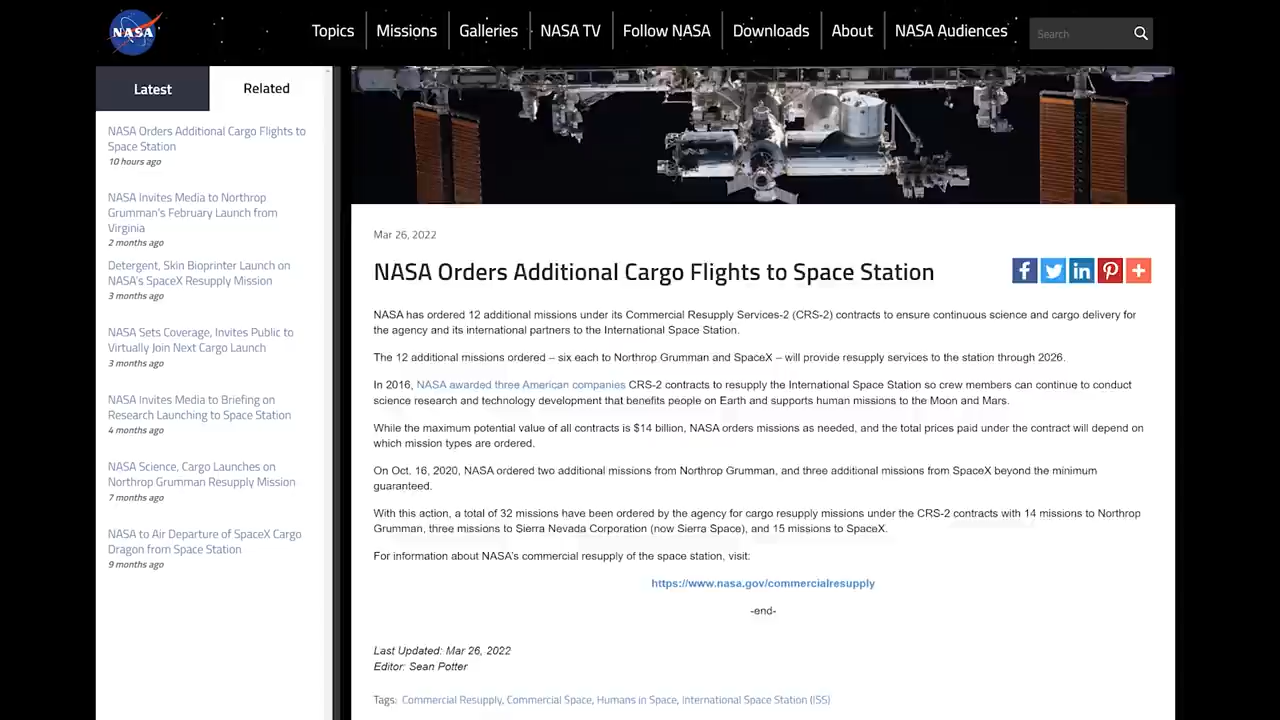 NASA
Topics
Missions
Galleries
NASA TV
Follow NASA
Downloads
About
NASA Audiences
Search
Latest
Related
NASA Orders Additional Cargo Flights to
Space Station
10 hours ago
NASA Invites Media to Northrop
Grumman's February Launch from
Virginia
2 months ago
Detergent, Skin Bioprinter Launch on
NASA's SpaceX Resupply Mission
3 months ago
NASA Sets Coverage, Invites Public to
Virtually Join Next Cargo Launch
3 months ago
NASA Invites Media to Briefing on
Research Launching to Space Station
4 months ago
NASA Science, Cargo Launches on
Northrop Grumman Resupply Mission
7 months ago
NASA to Air Departure of SpaceX Cargo
Dragon from Space Station
9 months ago
Mar 26, 2022
NASA Orders Additional Cargo Flights to Space Station
NASA has ordered 12 additional missions under its Commercial Resupply Services-2 (CRS-2) contracts to ensure continuous science and cargo delivery for
the agency and its international partners to the International Space Station.
The 12 additional missions ordered – six each to Northrop Grumman and SpaceX – will provide resupply services to the station through 2026.
In 2016, NASA awarded three American companies CRS-2 contracts to resupply the International Space Station so crew members can continue to conduct
science research and technology development that benefits people on Earth and supports human missions to the Moon and Mars.
While the maximum potential value of all contracts is $14 billion, NASA orders missions as needed, and the total prices paid under the contract will depend on
which mission types are ordered.
On Oct. 16, 2020, NASA ordered two additional missions from Northrop Grumman, and three additional missions from SpaceX beyond the minimum
guaranteed.
With this action, a total of 32 missions have been ordered by the agency for cargo resupply missions under the CRS-2 contracts with 14 missions to Northrop
Grumman, three missions to Sierra Nevada Corporation (now Sierra Space), and 15 missions to SpaceX.
For information about NASA's commercial resupply of the space station, visit:
https://www.nasa.gov/commercialresupply
-end-
Last Updated: Mar 26, 2022
Editor: Sean Potter
Tags: Commercial Resupply, Commercial Space, Humans in Space, International Space Station (ISS)